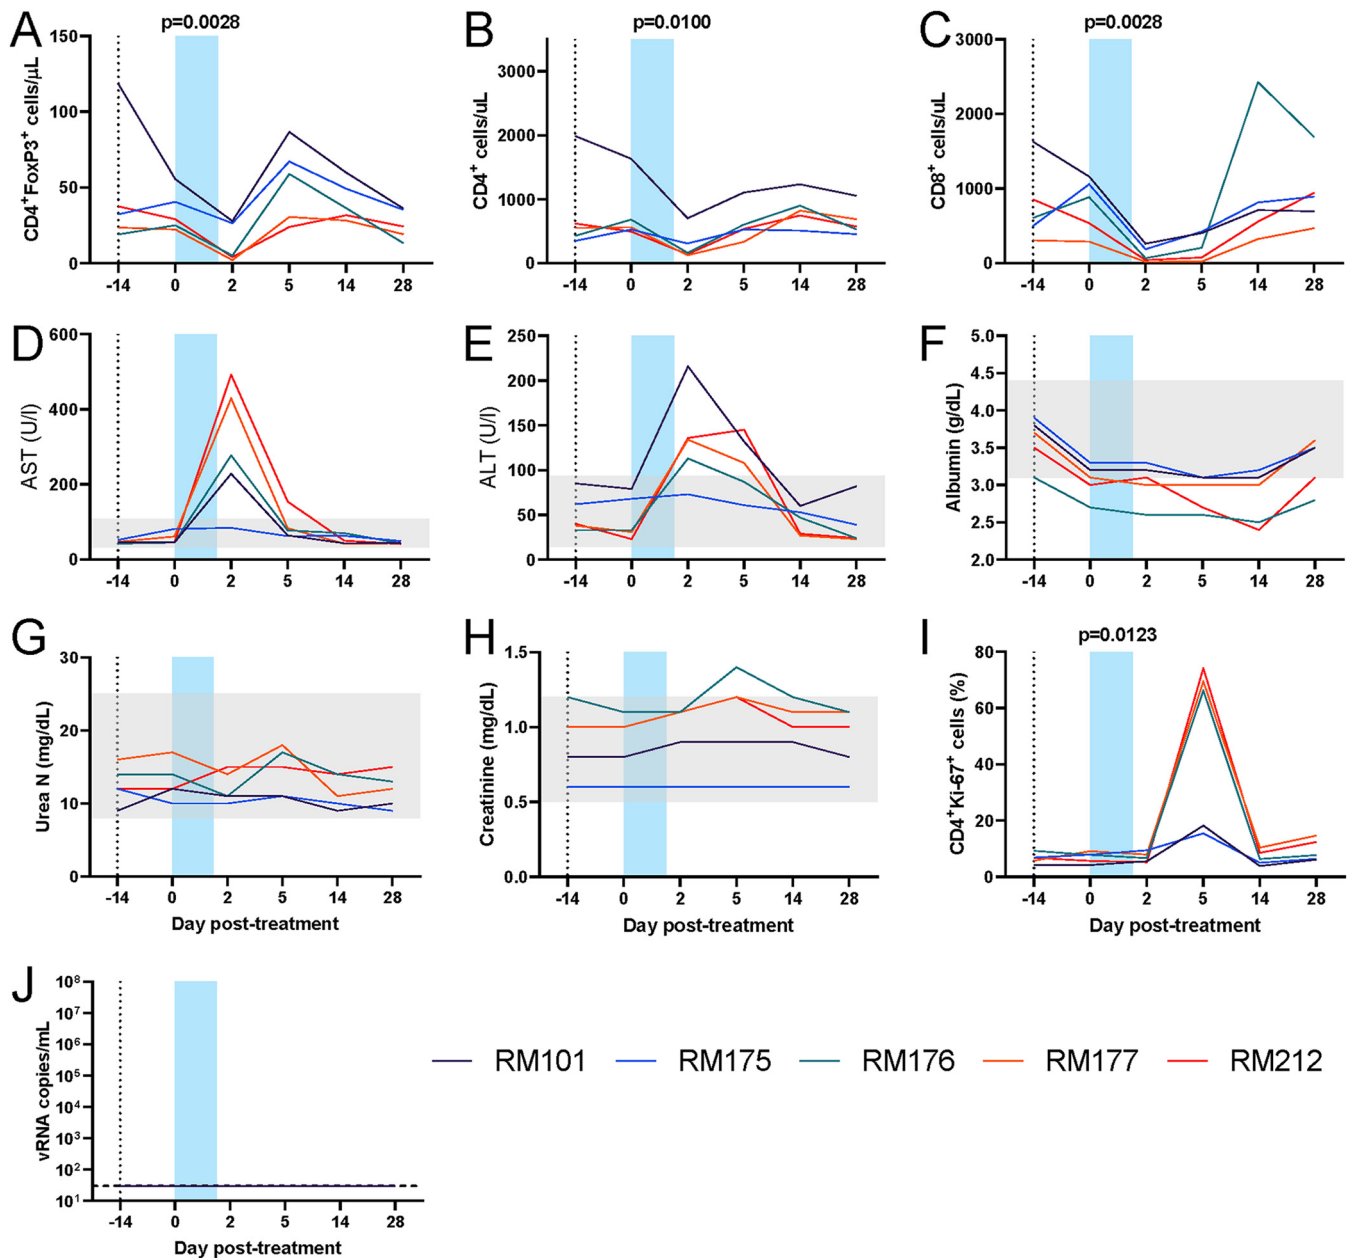 A
p=0.0028
CD4+FoxP3+ cells/μL
150
100
50
0
-14 0 2 5 14 28
B
p=0.0100
CD4+ cells/uL
3000
2000
1000
0
-14 0 2 5 14 28
C
p=0.0028
CD8+ cells/uL
3000
2000
1000
0
-14 0 2 5 14 28
D
AST (U/l)
600
400
200
0
-14 0 2 5 14 28
E
ALT (U/l)
250
200
150
100
50
0
-14 0 2 5 14 28
F
Albumin (g/dL)
5.0
4.5
4.0
3.5
3.0
2.5
2.0
-14 0 2 5 14 28
G
Urea N (mg/dL)
30
20
10
0
-14 0 2 5 14 28
Day post-treatment
H
Creatinine (mg/dL)
1.5
1.0
0.5
0.0
-14 0 2 5 14 28
Day post-treatment
I
p=0.0123
CD4+Ki-67+ cells (%)
80
60
40
20
0
-14 0 2 5 14 28
Day post-treatment
J
vRNA copies/mL
10⁸
10⁷
10⁶
10⁵
10⁴
10³
10²
10¹
-14 0 2 5 14 28
Day post-treatment
RM101 RM175 RM176 RM177 RM212